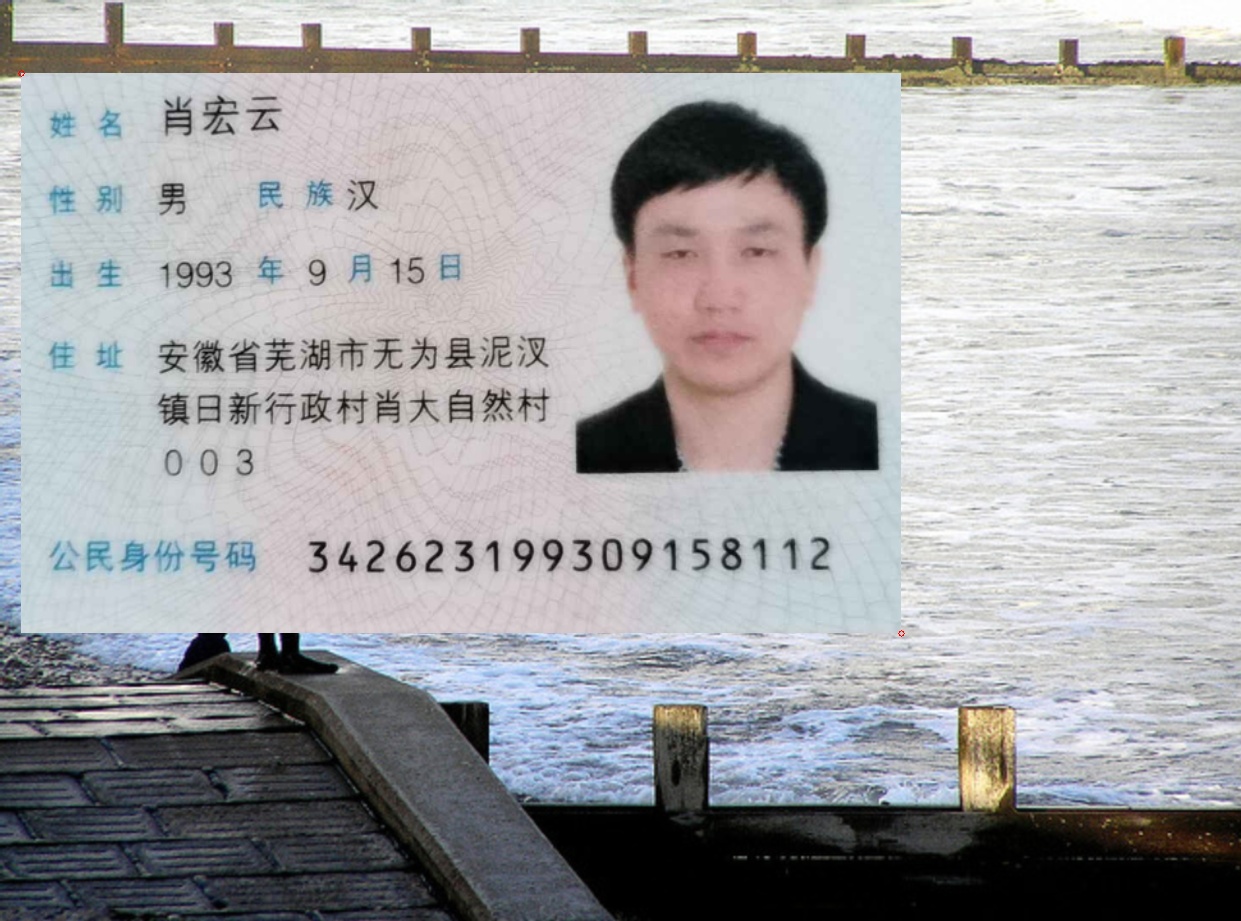 姓名 肖宏云
性别 男 民族 汉
出生 1993 年 9 月 15 日
住址 安徽省芜湖市无为县泥汊
镇日新行政村肖大自然村
003
公民身份号码 342623199309158112